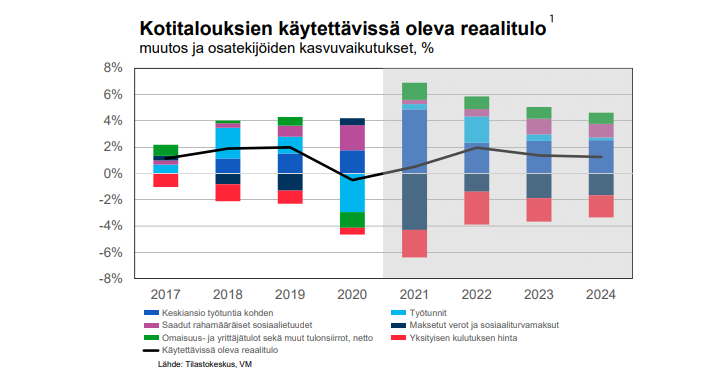 Kotitalouksien käytettävissä oleva reaalitulo1
muutos ja osatekijöiden kasvuvaikutukset, %
8%
6%
4%
2%
0%
-2%
-4%
-6%
-8%
2017 2018 2019 2020 2021 2022 2023 2024
Keskiansio työtuntia kohden Työtunnit
Saadut rahamääräiset sosiaalietuudet Maksetut verot ja sosiaaliturvamaksut
Omaisuus- ja yrittäjätulot sekä muut tulonsiirrot, netto Yksityisen kulutuksen hinta
Käytettävissä oleva reaalitulo
Lähde: Tilastokeskus, VM